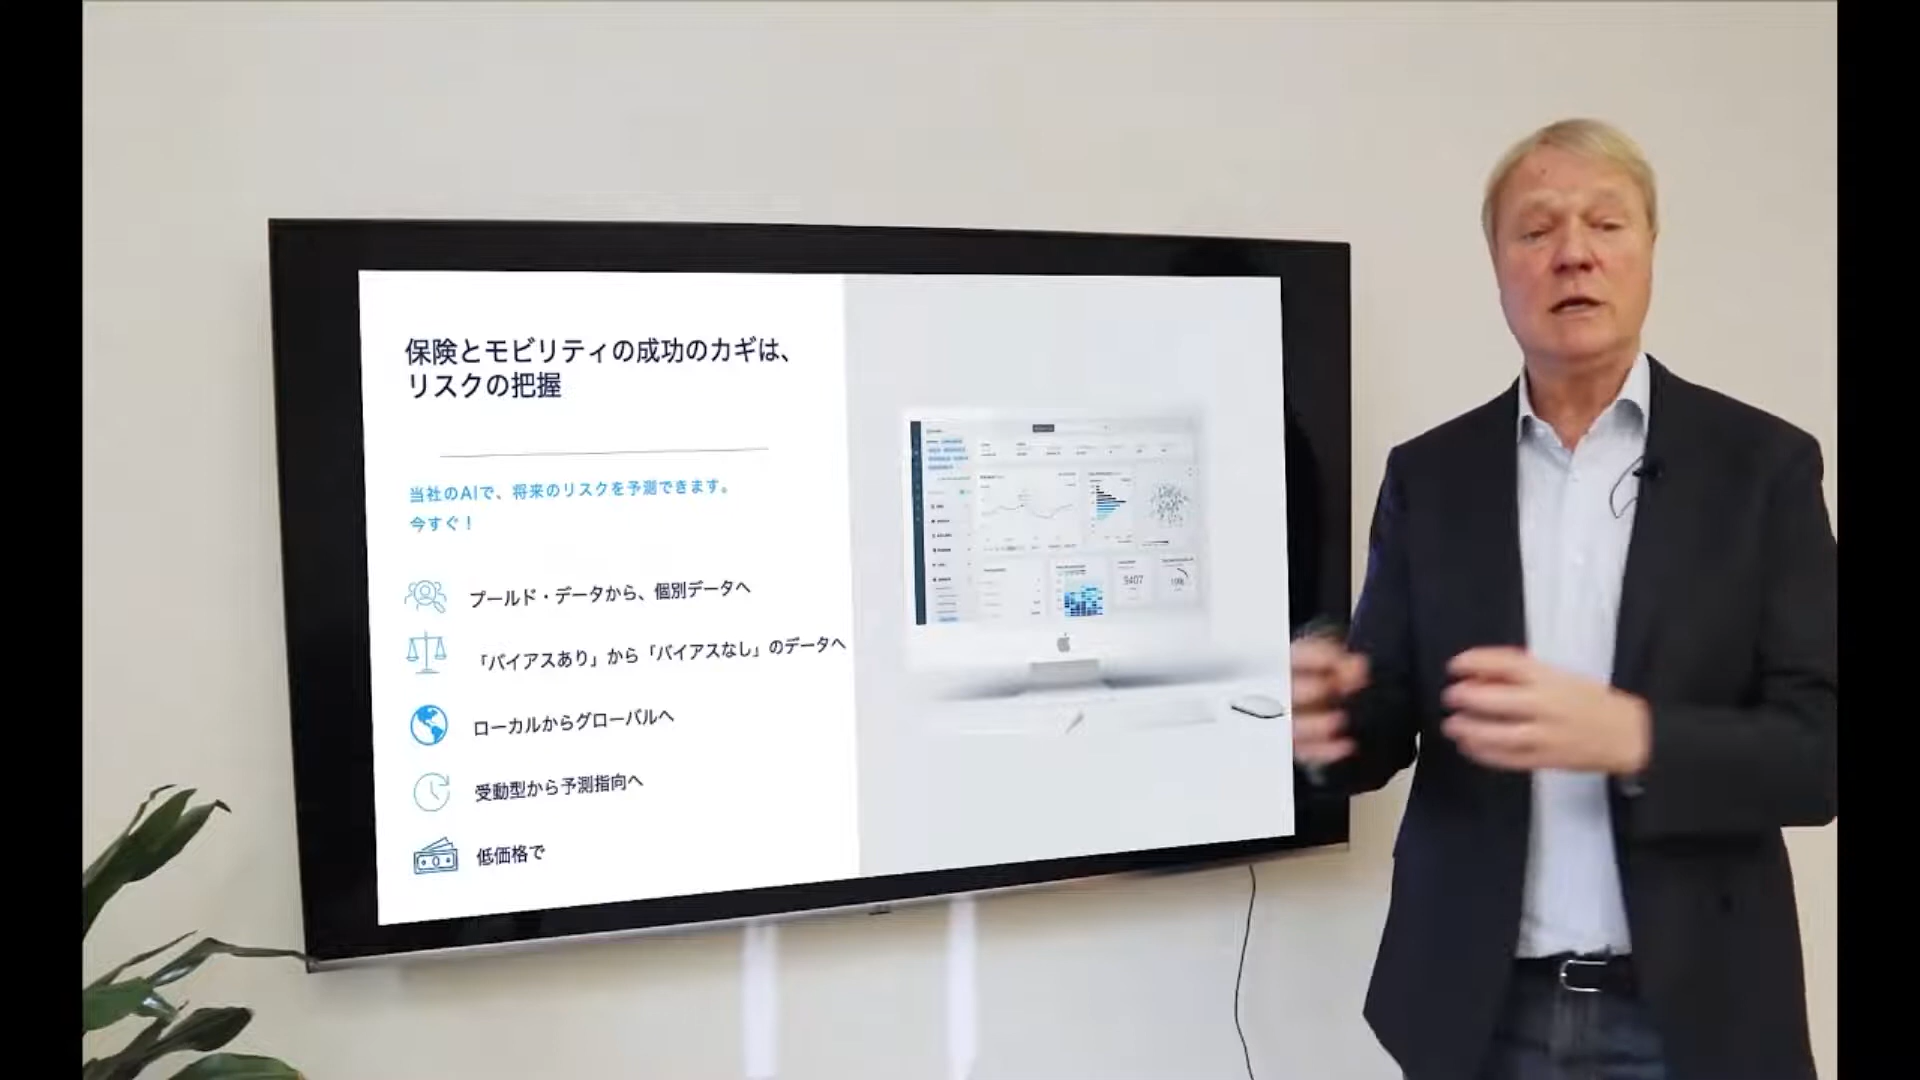 保険とモビリティの成功のカギは、
リスクの把握
当社のAIで、将来のリスクを予測できます。
今すぐ！
プールド・データから、個別データへ
「バイアスあり」から「バイアスなし」のデータへ
ローカルからグローバルへ
受動型から予測指向へ
低価格で
5407